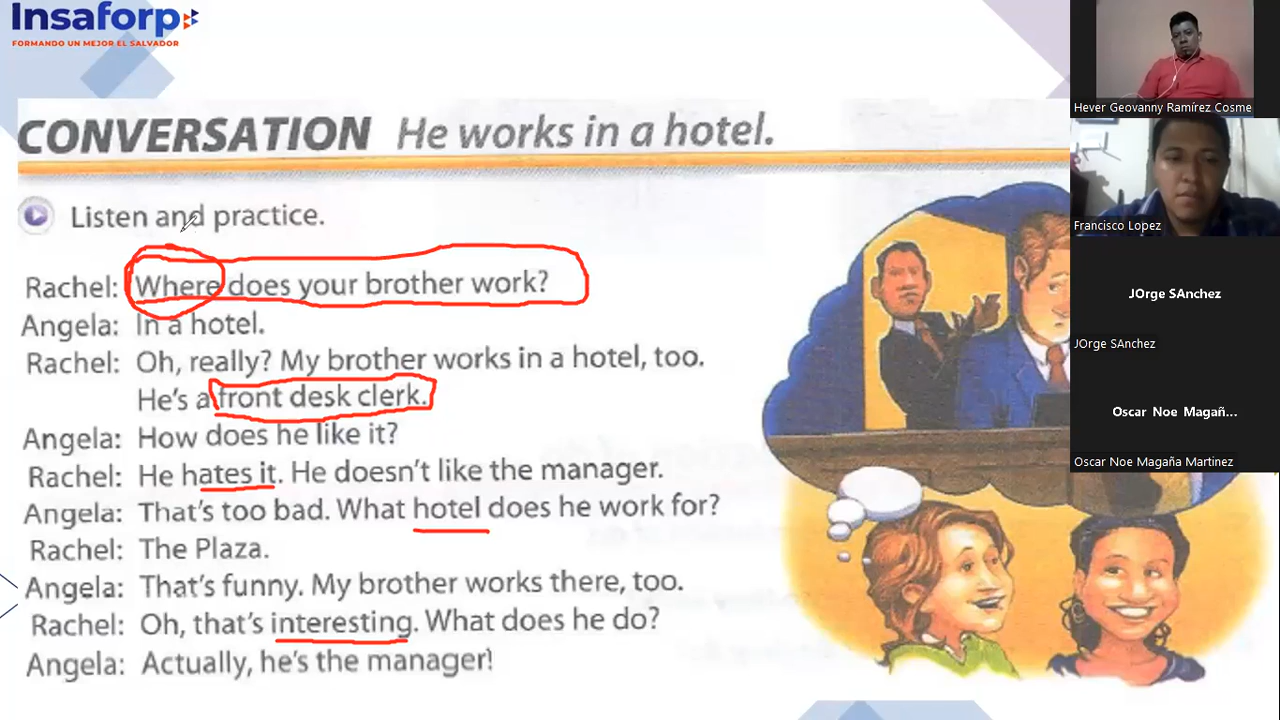 Insaforp
FORMANDO UN MEJOR EL SALVADOR
CONVERSATION He works in a hotel.
Listen and practice.
Rachel: Where does your brother work?
Angela: In a hotel.
Rachel: Oh, really? My brother works in a hotel, too.
He's a front desk clerk.
Angela: How does he like it?
Rachel: He hates it. He doesn't like the manager.
Angela: That's too bad. What hotel does he work for?
Rachel: The Plaza.
Angela: That's funny. My brother works there, too.
Rachel: Oh, that's interesting. What does he do?
Angela: Actually, he's the manager!
Hever Geovanny Ramírez Cosme
Francisco Lopez
JOrge SAnchez
JOrge SAnchez
Oscar Noe Magañ...
Oscar Noe Magaña Martinez